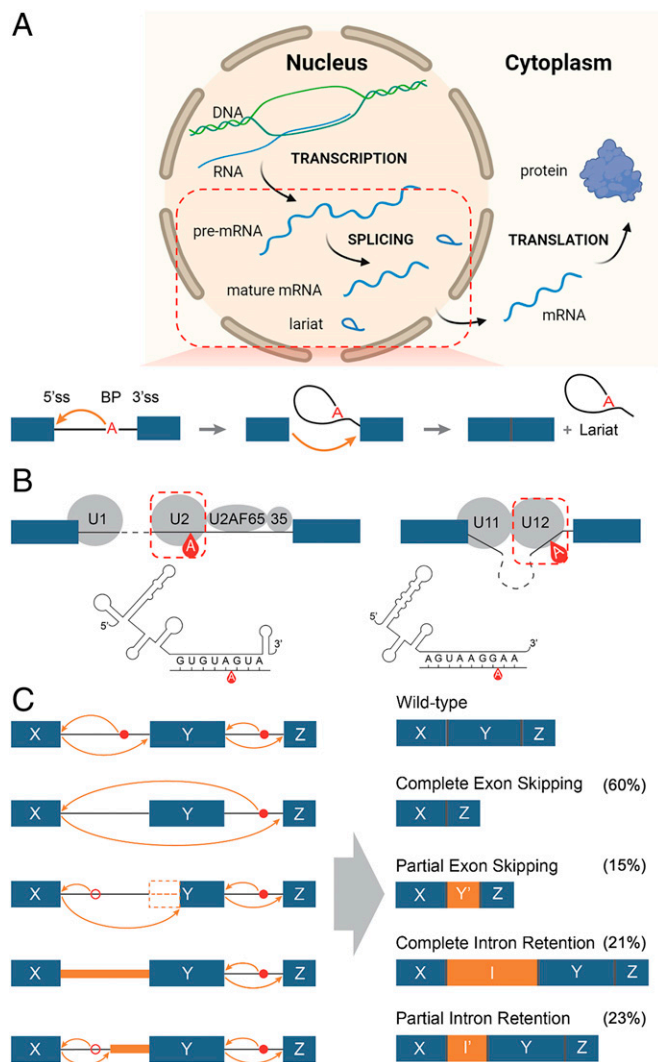 A
Nucleus
Cytoplasm
DNA
RNA
TRANSCRIPTION
protein
pre-mRNA
SPLICING
TRANSLATION
mature mRNA
lariat
mRNA
5'ss BP 3'ss
A
A
A
+ Lariat
B
U1 U2 U2AF65 35
A
U11 U12
A
5' 3'
GUGUAGUA
A
5' 3'
AGUAAGGAA
A
C
Wild-type
X Y Z
X Y Z
Complete Exon Skipping (60%)
X Y Z
X Z
Partial Exon Skipping (15%)
X Y Z
X Y' Z
Complete Intron Retention (21%)
X Y Z
X I Y Z
Partial Intron Retention (23%)
X Y Z
X I' Y Z